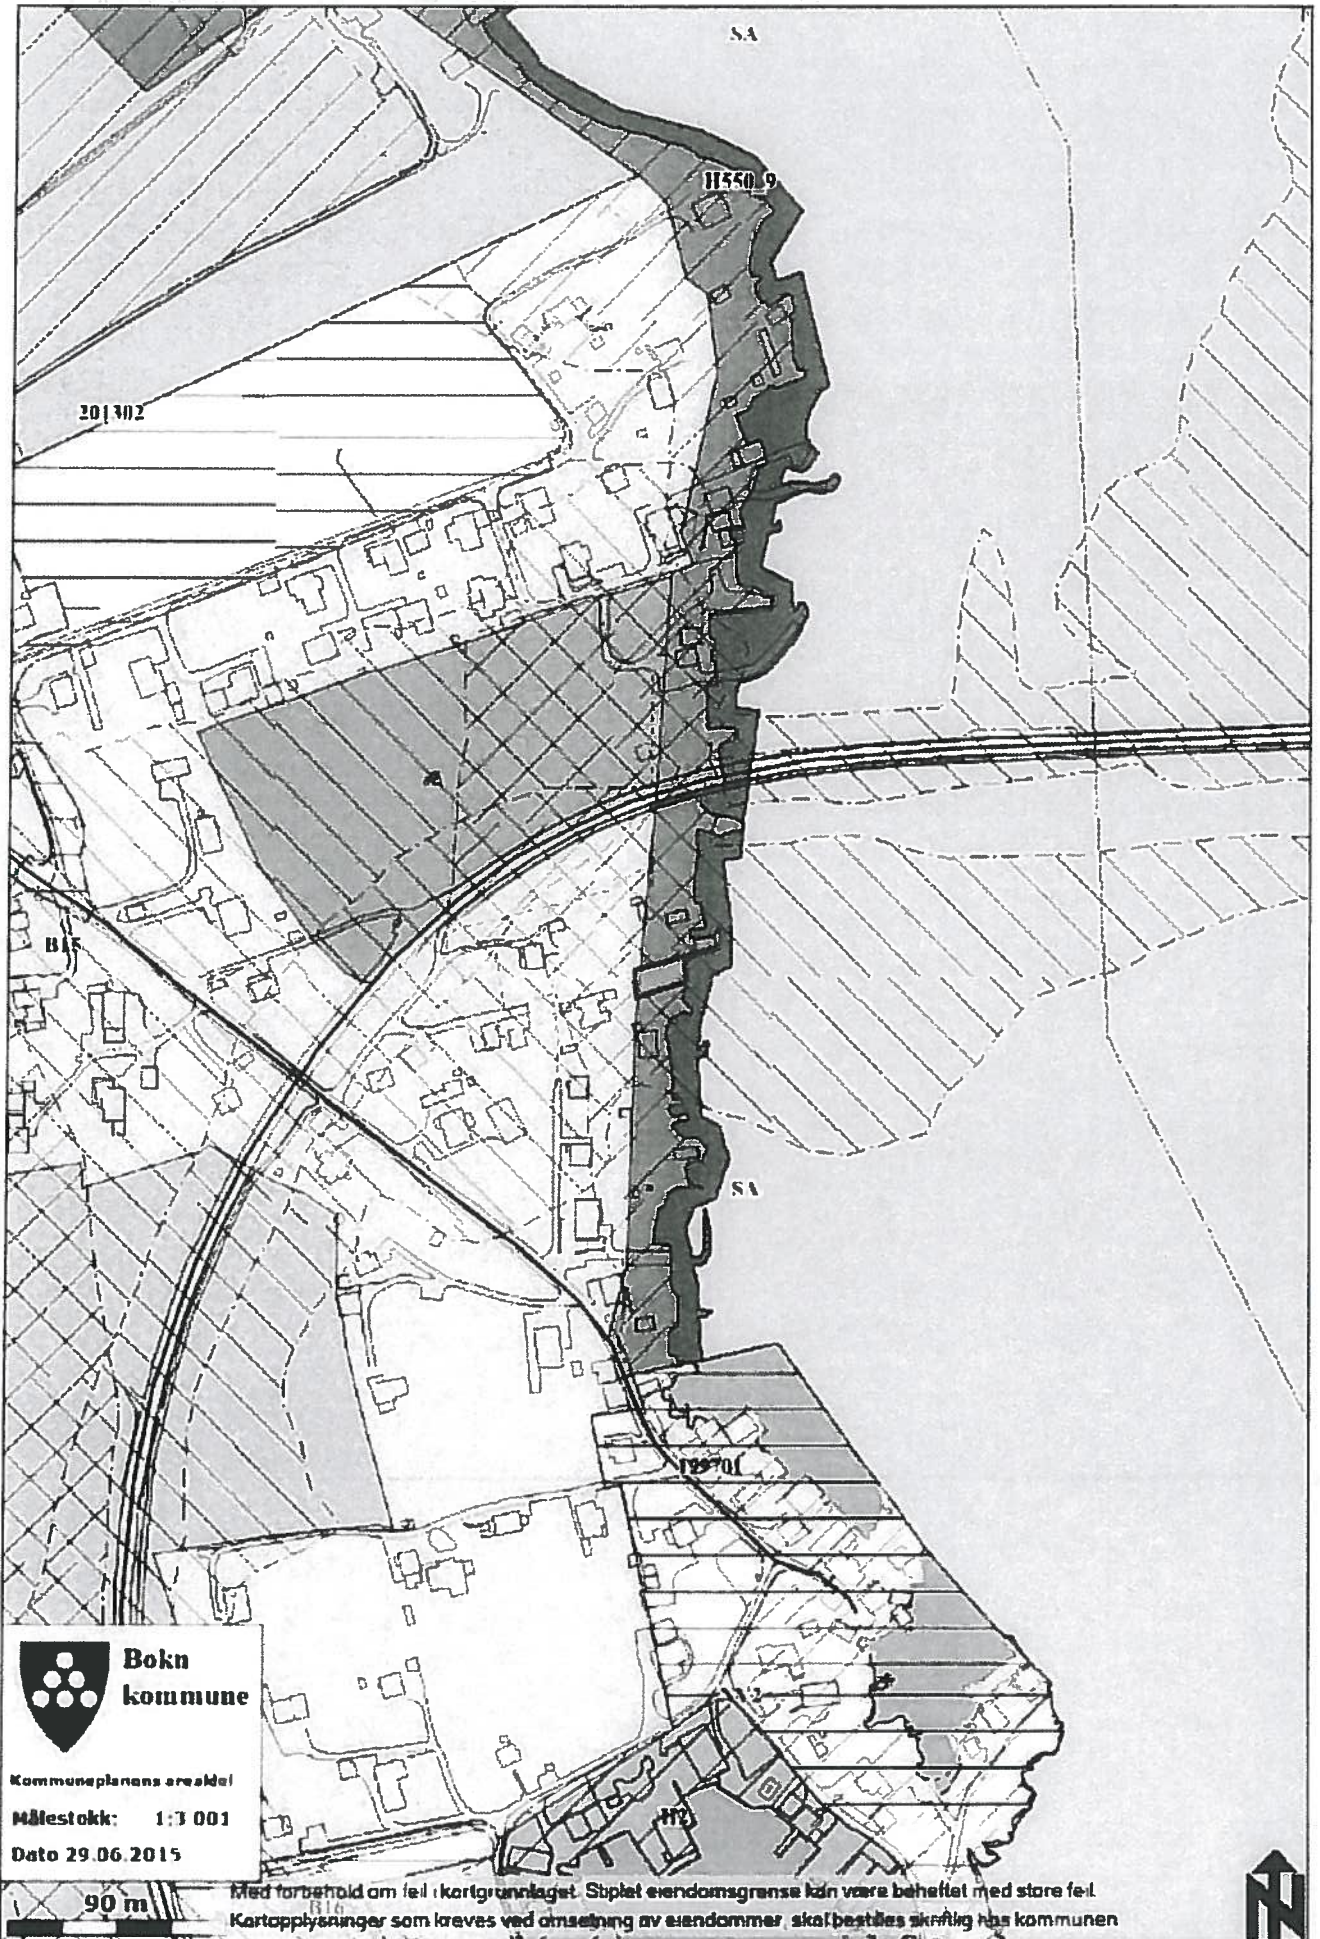 SA
H550_9
201302
B15
SA
199701
H2
Bokn
kommune
Kommuneplanens arealdel
Målestokk: 1:3 001
Dato 29.06.2015
90 m
Med forbehold om feil i kartgrunnlaget. Stiplet eiendomsgrense kan være beheftet med store feil.
B16
Kartopplysninger som kreves ved omsetning av eiendommer, skal bestilles skriftlig hos kommunen
N